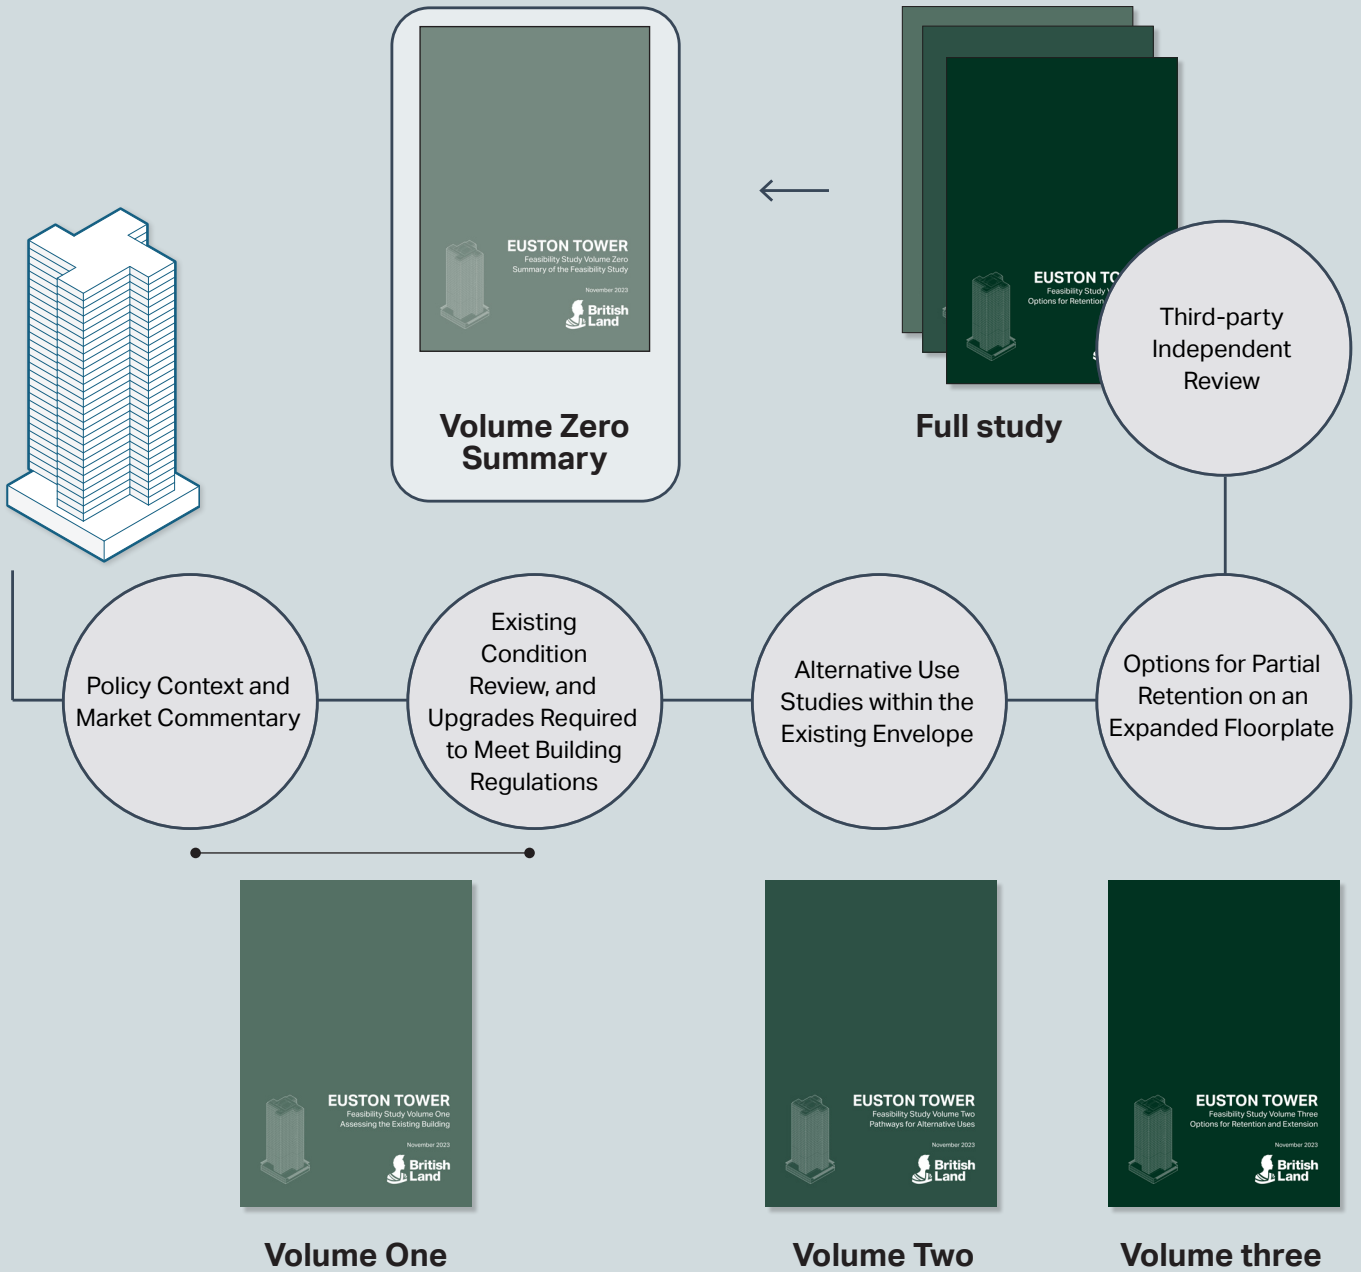 EUSTON TOWER
Feasibility Study Volume Zero
Summary of the Feasibility Study
November 2023
British
Land
Volume Zero
Summary
EUSTON TO
Feasibility Study
Options for Retention
Full study
Third-party
Independent
Review
Policy Context and
Market Commentary
Existing
Condition
Review, and
Upgrades Required
to Meet Building
Regulations
Alternative Use
Studies within the
Existing Envelope
Options for Partial
Retention on an
Expanded Floorplate
EUSTON TOWER
Feasibility Study Volume One
Assessing the Existing Building
November 2023
British
Land
Volume One
EUSTON TOWER
Feasibility Study Volume Two
Pathways for Alternative Uses
November 2023
British
Land
Volume Two
EUSTON TOWER
Feasibility Study Volume Three
Options for Retention and Extension
November 2023
British
Land
Volume three